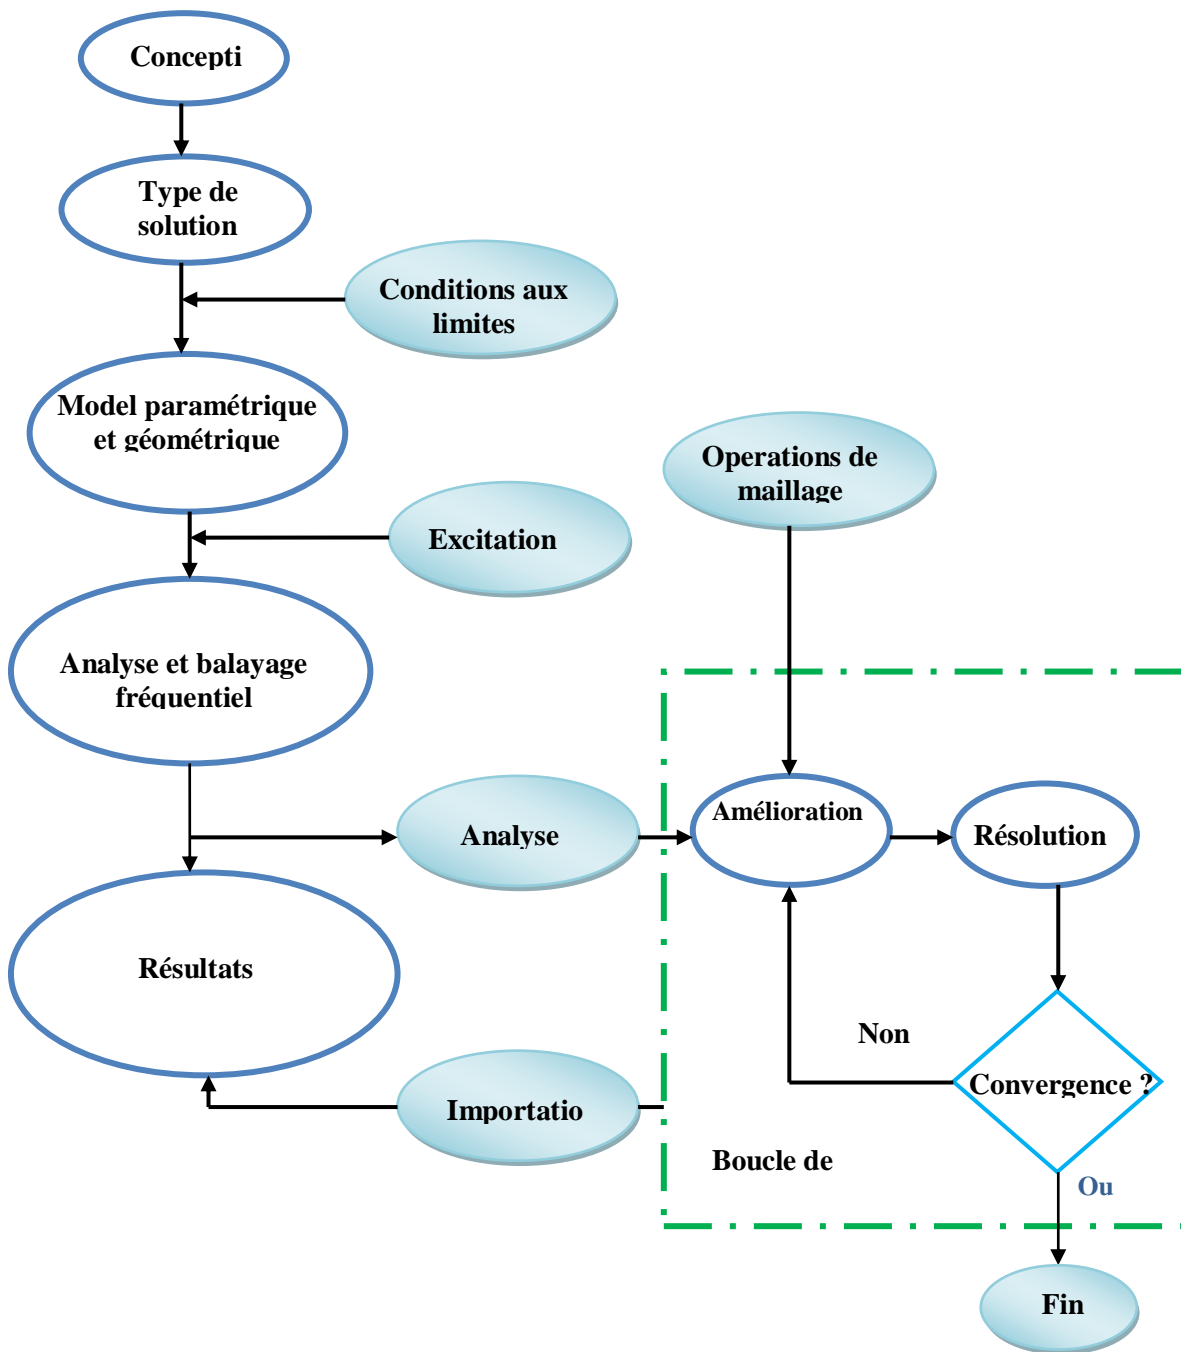 Concepti
Type de
solution
Conditions aux
limites
Model paramétrique
et géométrique
Operations de
maillage
Excitation
Analyse et balayage
fréquentiel
Analyse
Amélioration
Résolution
Résultats
Non
Convergence ?
Importatio
Boucle de
Ou
Fin